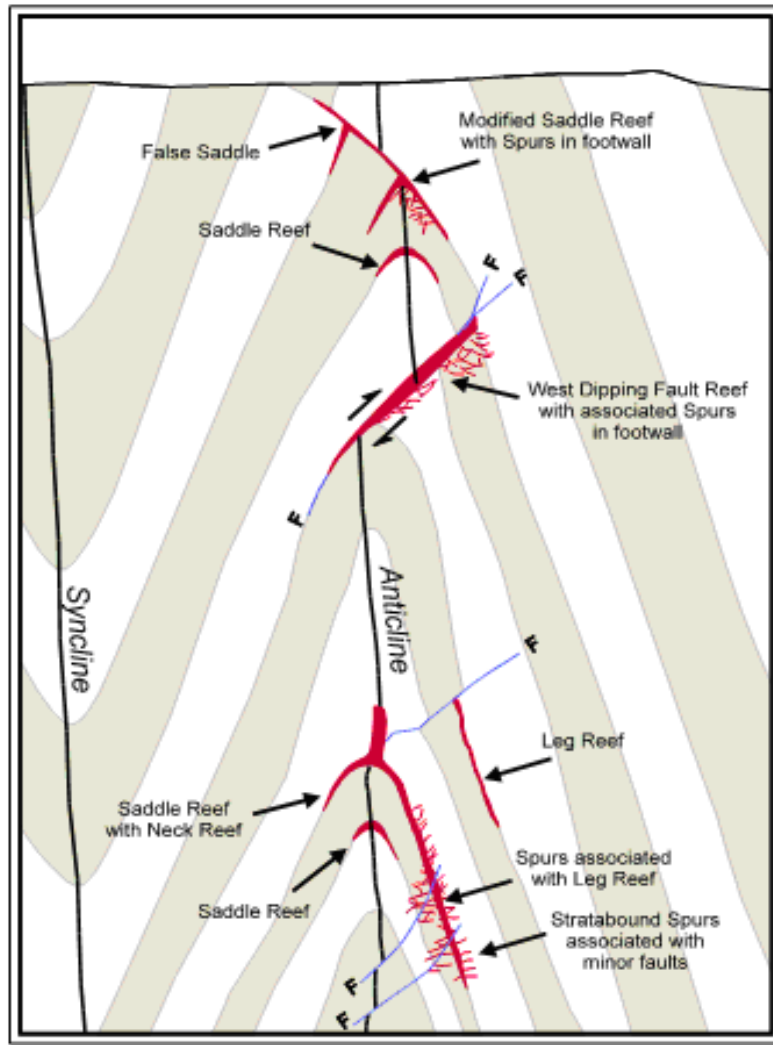 Modified Saddle Reef
with Spurs in footwall
False Saddle
Saddle Reef
F
F
West Dipping Fault Reef
with associated Spurs
in footwall
F
Syncline
Anticline
F
Leg Reef
Saddle Reef
with Neck Reef
Spurs associated
with Leg Reef
Saddle Reef
Stratabound Spurs
associated with
minor faults
F
F